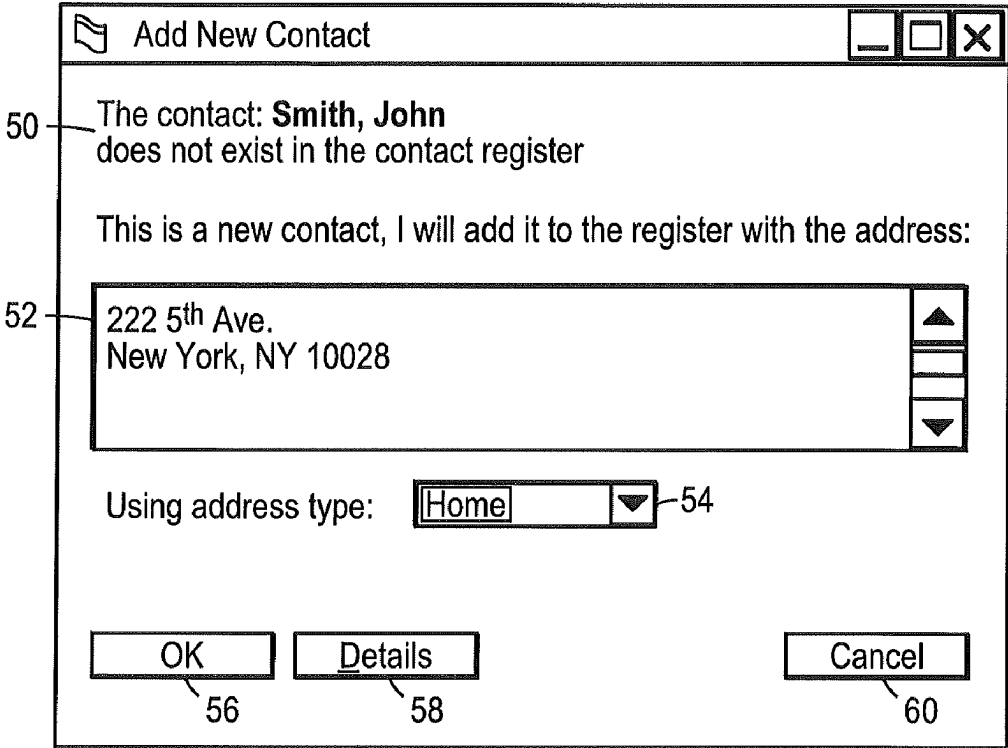 Add New Contact
50
The contact: Smith, John
does not exist in the contact register
This is a new contact, I will add it to the register with the address:
52
222 5th Ave.
New York, NY 10028
Using address type: Home 54
OK Details Cancel
56 58 60